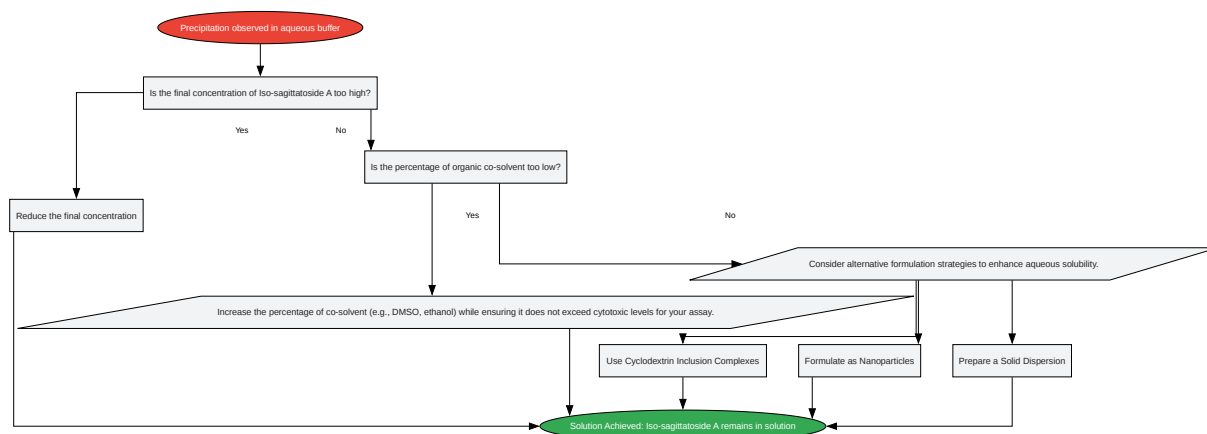 Precipitation observed in aqueous buffer
Is the final concentration of Iso-sagittatoside A too high?
Yes
No
Is the percentage of organic co-solvent too low?
Reduce the final concentration
Yes
No
Consider alternative formulation strategies to enhance aqueous solubility.
Increase the percentage of co-solvent (e.g., DMSO, ethanol) while ensuring it does not exceed cytotoxic levels for your assay.
Use Cyclodextrin Inclusion Complexes
Formulate as Nanoparticles
Prepare a Solid Dispersion
Solution Achieved: Iso-sagittatoside A remains in solution